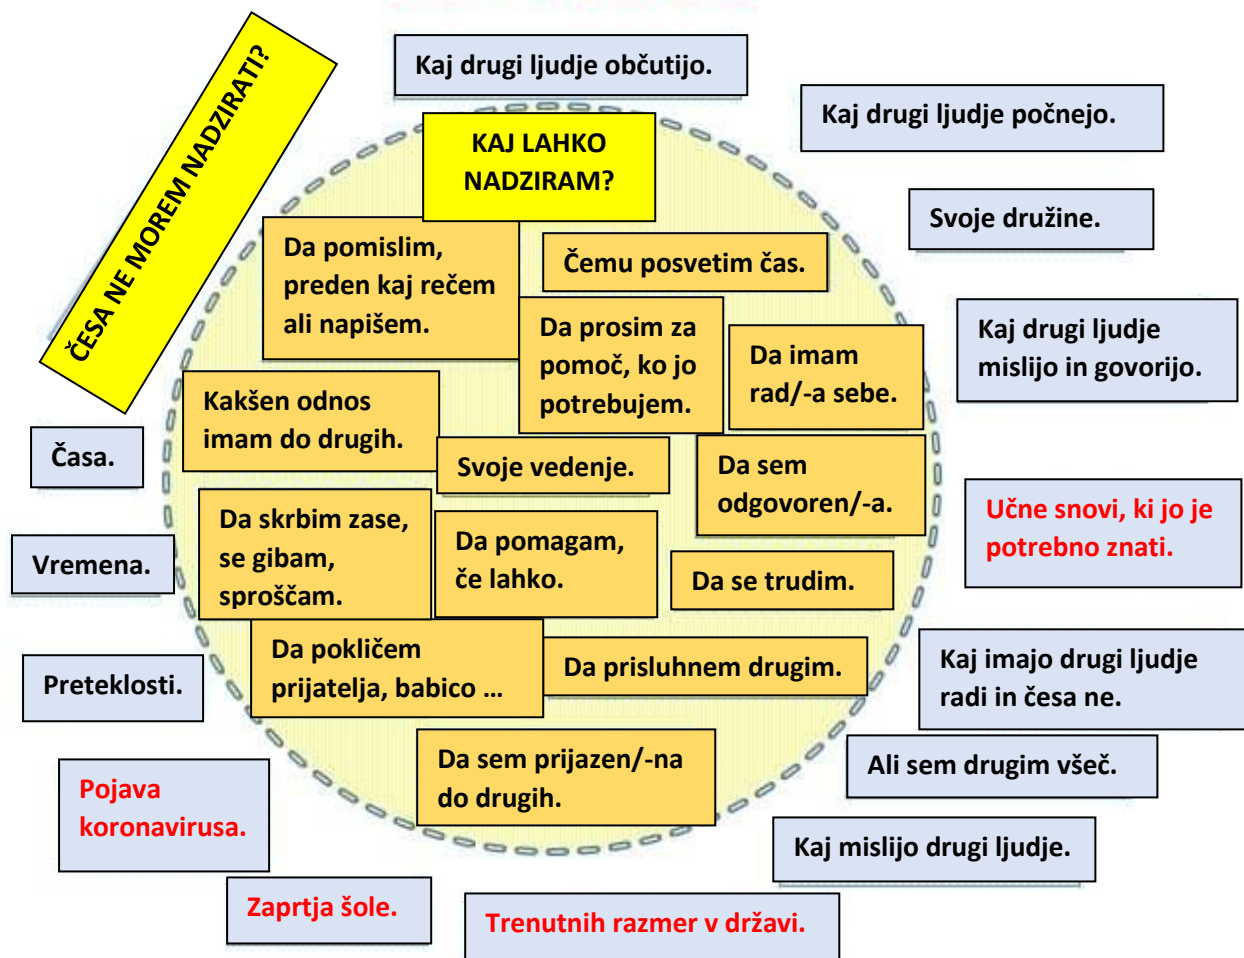 Kaj drugi ljudje občutijo.
ČESA NE MOREM NADZIRATI?
Kaj drugi ljudje počnejo.
KAJ LAHKO
NADZIRAM?
Svoje družine.
Da pomislim,
preden kaj rečem
ali napišem.
Čemu posvetim čas.
Da prosim za
pomoč, ko jo
potrebujem.
Da imam
rad/-a sebe.
Kaj drugi ljudje
mislijo in govorijo.
Kakšen odnos
imam do drugih.
Časa.
Svoje vedenje.
Da sem
odgovoren/-a.
Učne snovi, ki jo je
potrebno znati.
Da skrbim zase,
se gibam,
sproščam.
Da pomagam,
če lahko.
Vremena.
Da se trudim.
Da pokličem
prijatelja, babico ...
Da prisluhnem drugim.
Preteklosti.
Kaj imajo drugi ljudje
radi in česa ne.
Da sem prijazen/-na
do drugih.
Ali sem drugim všeč.
Pojava
koronavirusa.
Kaj mislijo drugi ljudje.
Zaprtja šole.
Trenutnih razmer v državi.